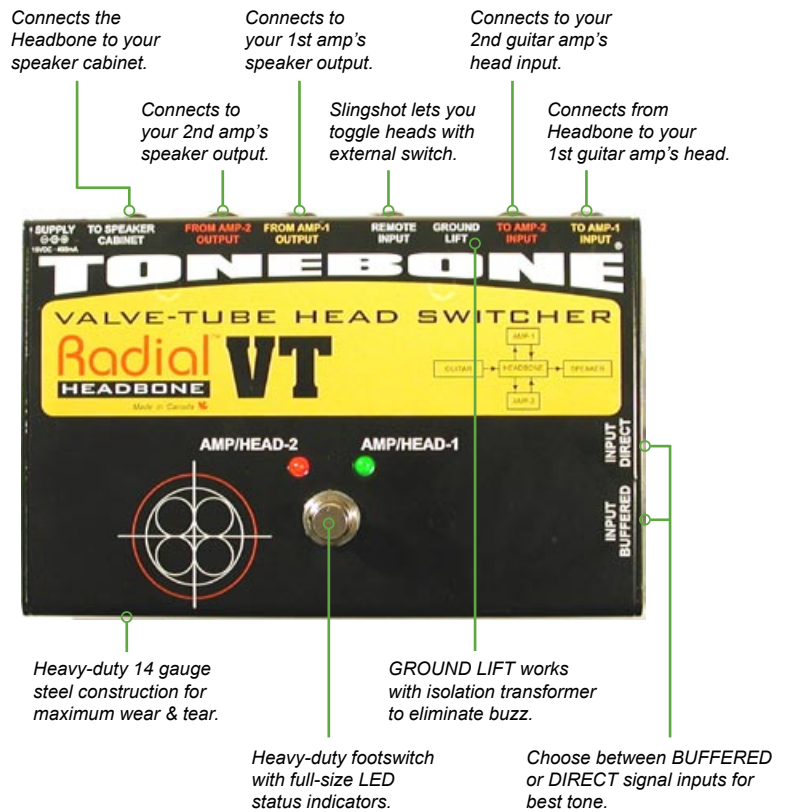 Connects the
Headbone to your
speaker cabinet.
Connects to
your 1st amp's
speaker output.
Connects to your
2nd guitar amp's
head input.
Connects to
your 2nd amp's
speaker output.
Slingshot lets you
toggle heads with
external switch.
Connects from
Headbone to your
1st guitar amp's head.
SUPPLY
15VDC 400mA
TO SPEAKER
CABINET
FROM AMP-2
OUTPUT
FROM AMP-1
OUTPUT
REMOTE
INPUT
GROUND
LIFT
TO AMP-2
INPUT
TO AMP-1
INPUT
TONEBONE®
VALVE-TUBE HEAD SWITCHER
Radial™
HEADBONE
VT
Made in Canada
AMP-1
GUITAR
HEADBONE
SPEAKER
AMP-2
AMP/HEAD-2
AMP/HEAD-1
INPUT
DIRECT
INPUT
BUFFERED
Heavy-duty 14 gauge
steel construction for
maximum wear & tear.
GROUND LIFT works
with isolation transformer
to eliminate buzz.
Heavy-duty footswitch
with full-size LED
status indicators.
Choose between BUFFERED
or DIRECT signal inputs for
best tone.